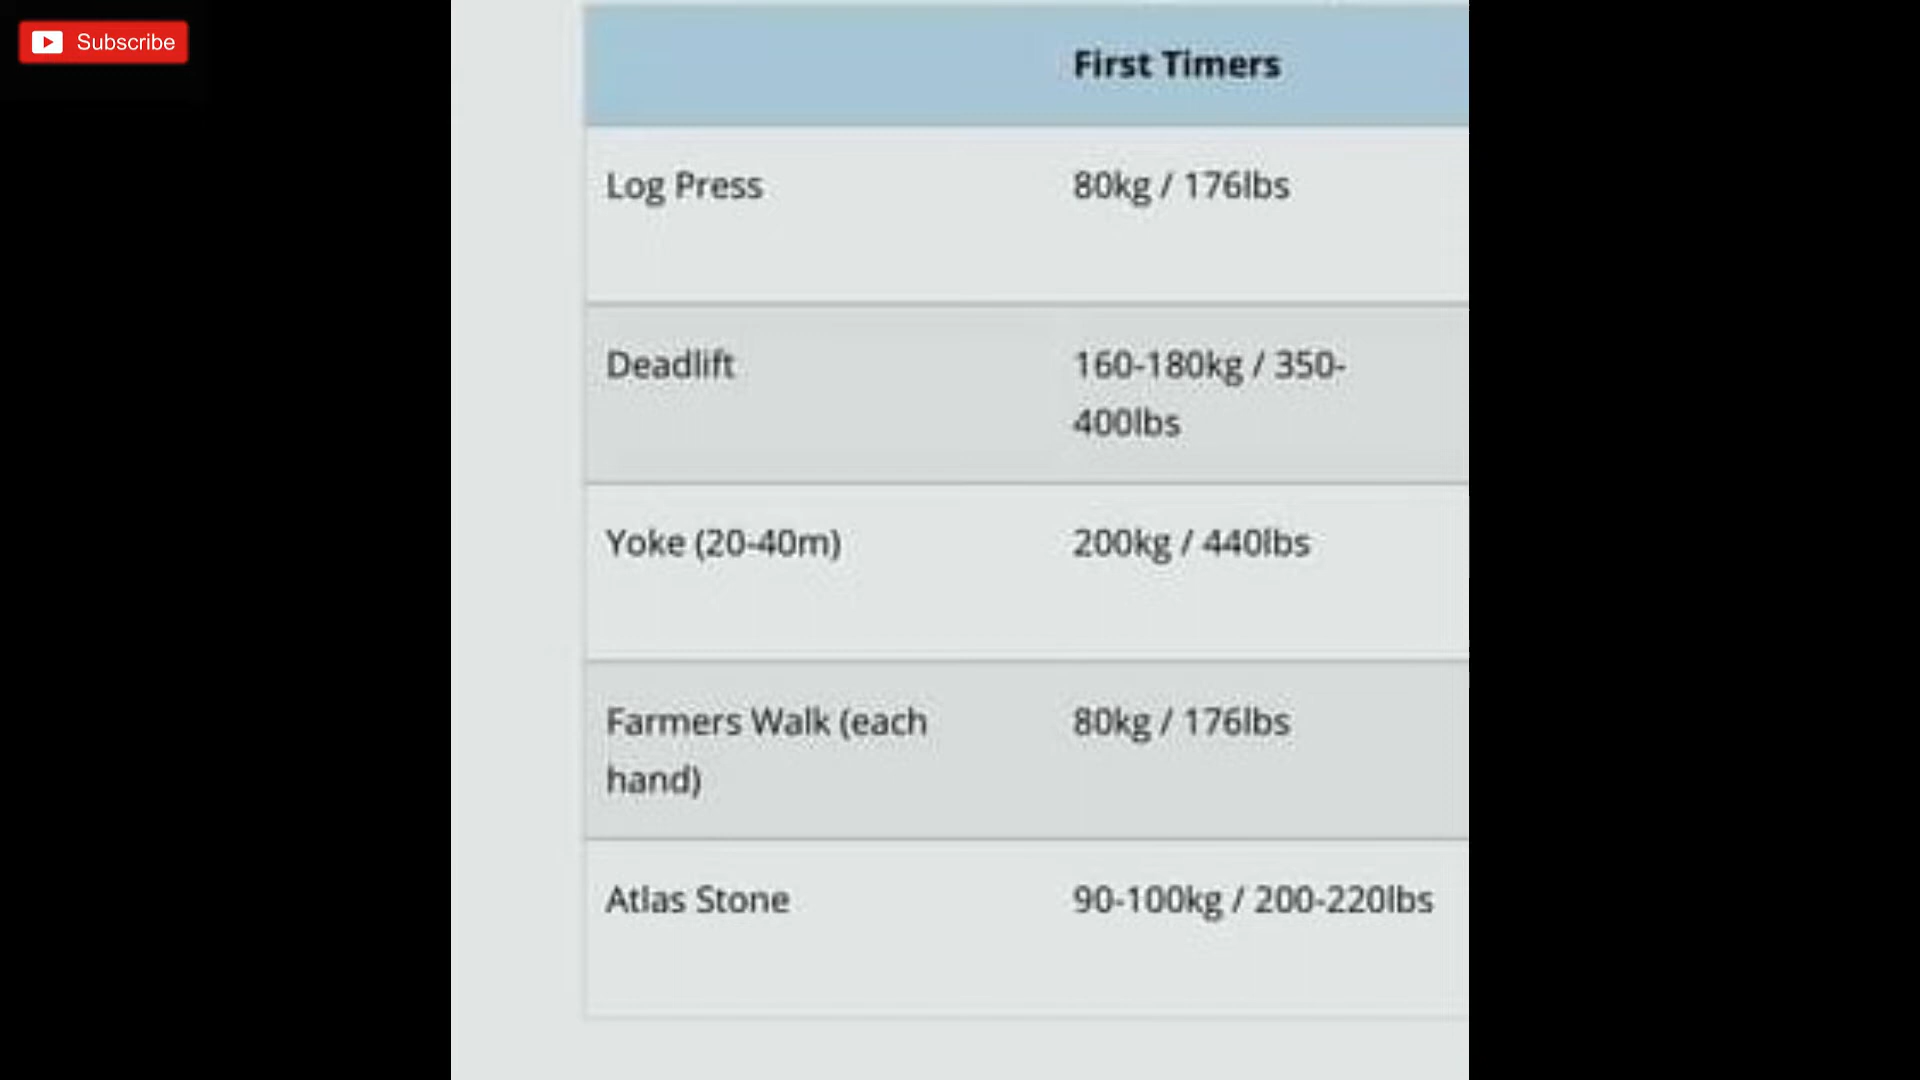 Subscribe
First Timers
Log Press
80kg / 176lbs
Deadlift
160-180kg / 350-
400lbs
Yoke (20-40m)
200kg / 440lbs
Farmers Walk (each
hand)
80kg / 176lbs
Atlas Stone
90-100kg / 200-220lbs